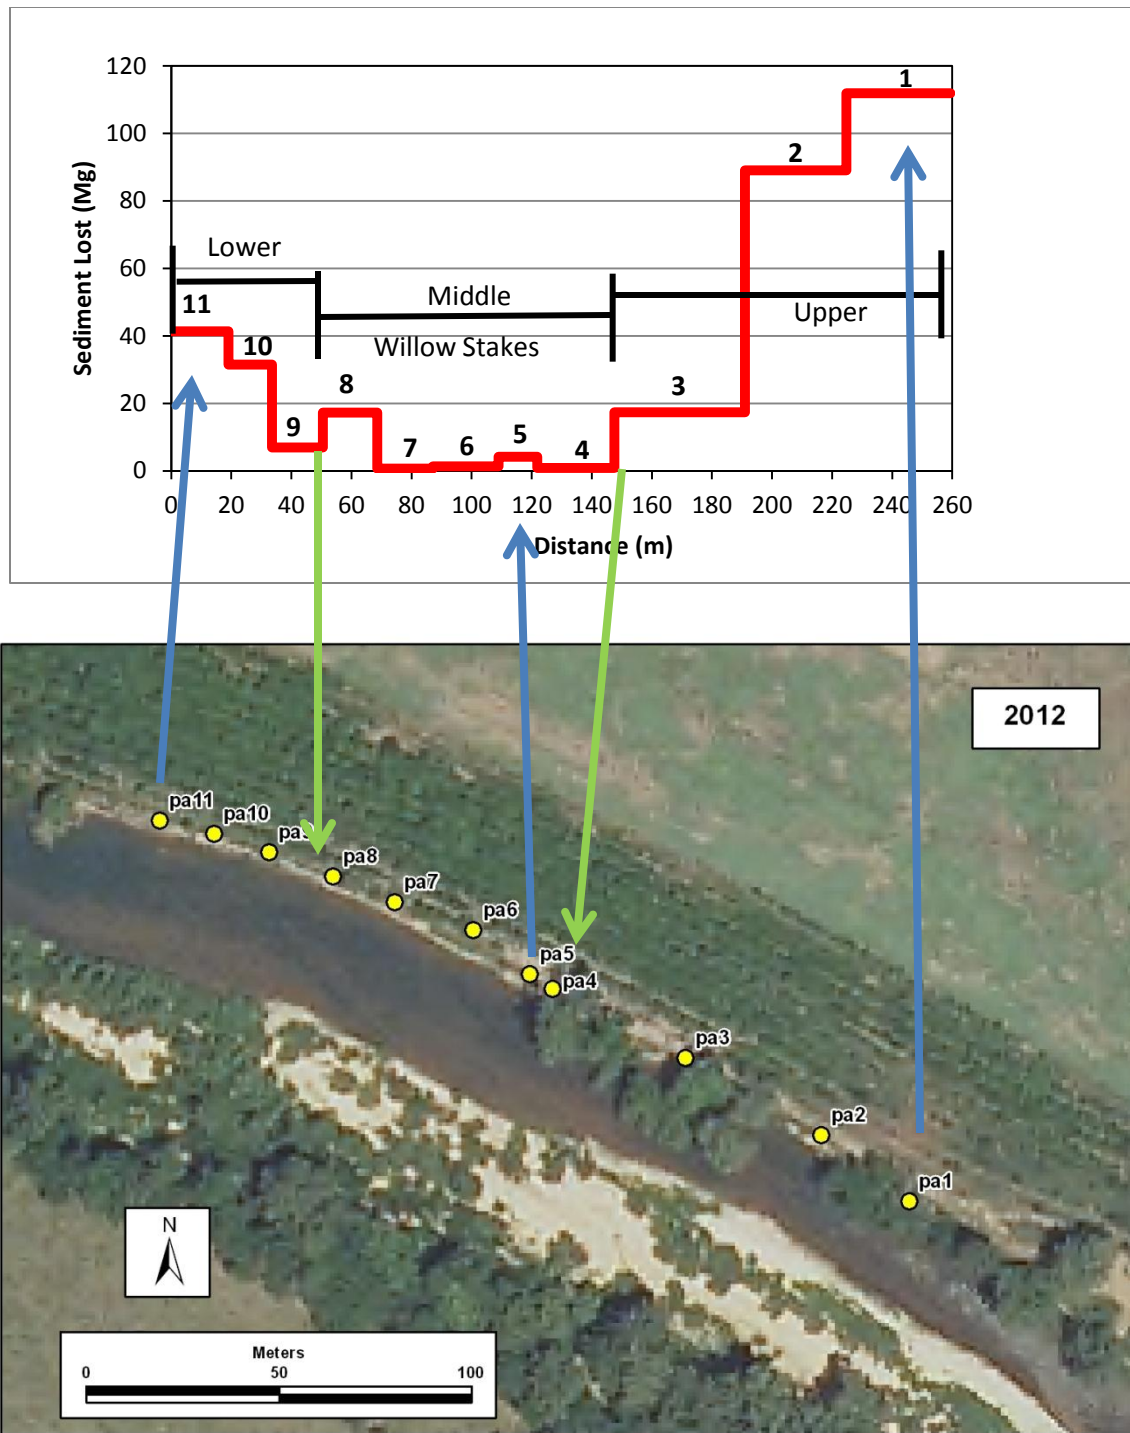 120
100
80
60
40
20
0
Sediment Lost (Mg)
1
2
Lower
Middle
Upper
11
10
Willow Stakes
9
8
7
6
5
4
3
0 20 40 60 80 100 120 140 160 180 200 220 240 260
Distance (m)
2012
pa11
pa10
pa9
pa8
pa7
pa6
pa5
pa4
pa3
pa2
pa1
N
Meters
0 50 100